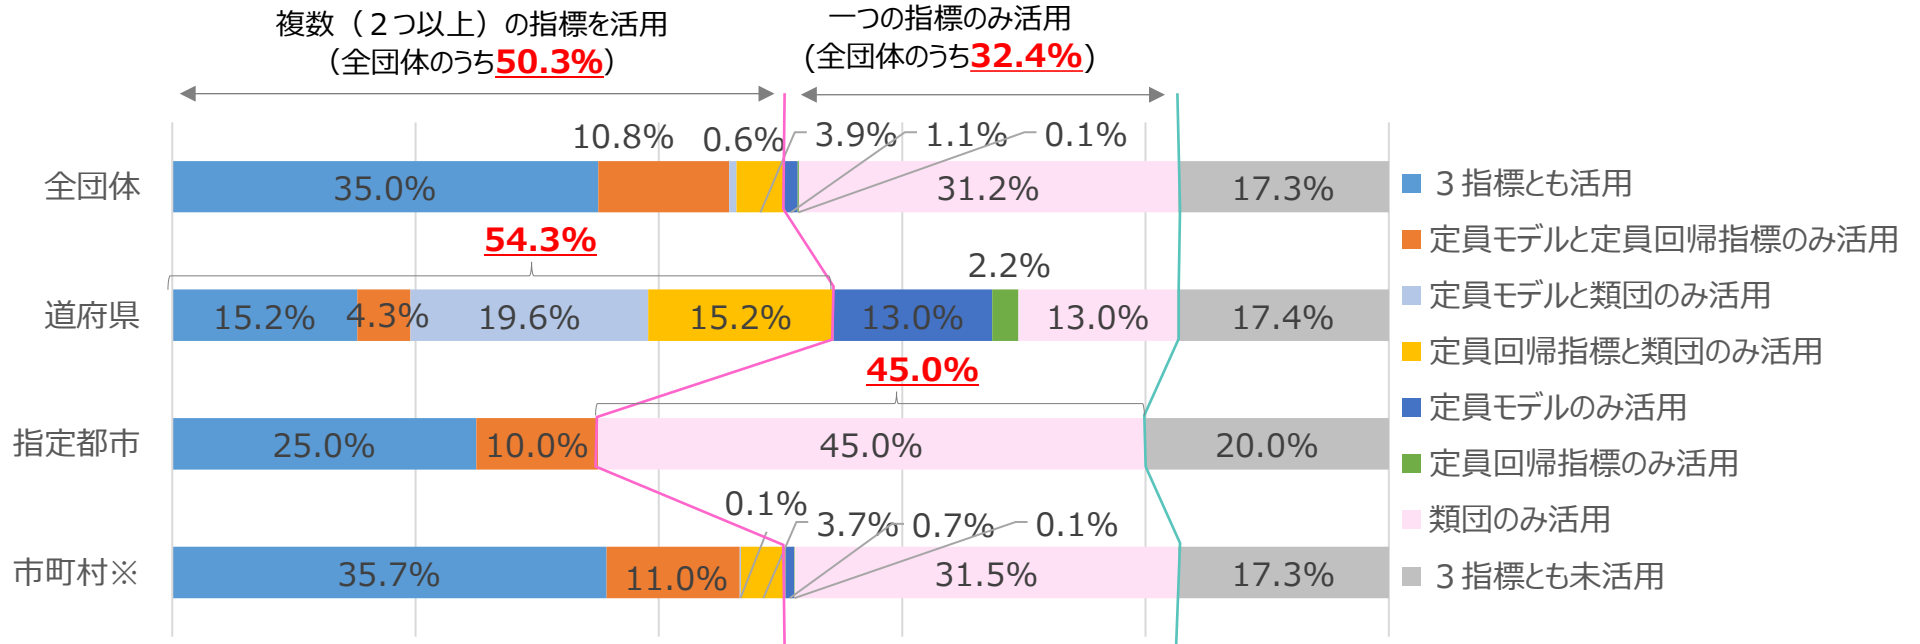 複数（２つ以上）の指標を活用
（全団体のうち50.3%）
一つの指標のみ活用
(全団体のうち32.4%)
10.8%
0.6%
3.9%
1.1%
0.1%
全団体
35.0%
31.2%
17.3%
54.3%
2.2%
道府県
15.2%
4.3%
19.6%
15.2%
13.0%
13.0%
17.4%
45.0%
指定都市
25.0%
10.0%
45.0%
20.0%
0.1%
3.7%
0.7%
0.1%
市町村※
35.7%
11.0%
31.5%
17.3%
３指標とも活用
定員モデルと定員回帰指標のみ活用
定員モデルと類団のみ活用
定員回帰指標と類団のみ活用
定員モデルのみ活用
定員回帰指標のみ活用
類団のみ活用
３指標とも未活用